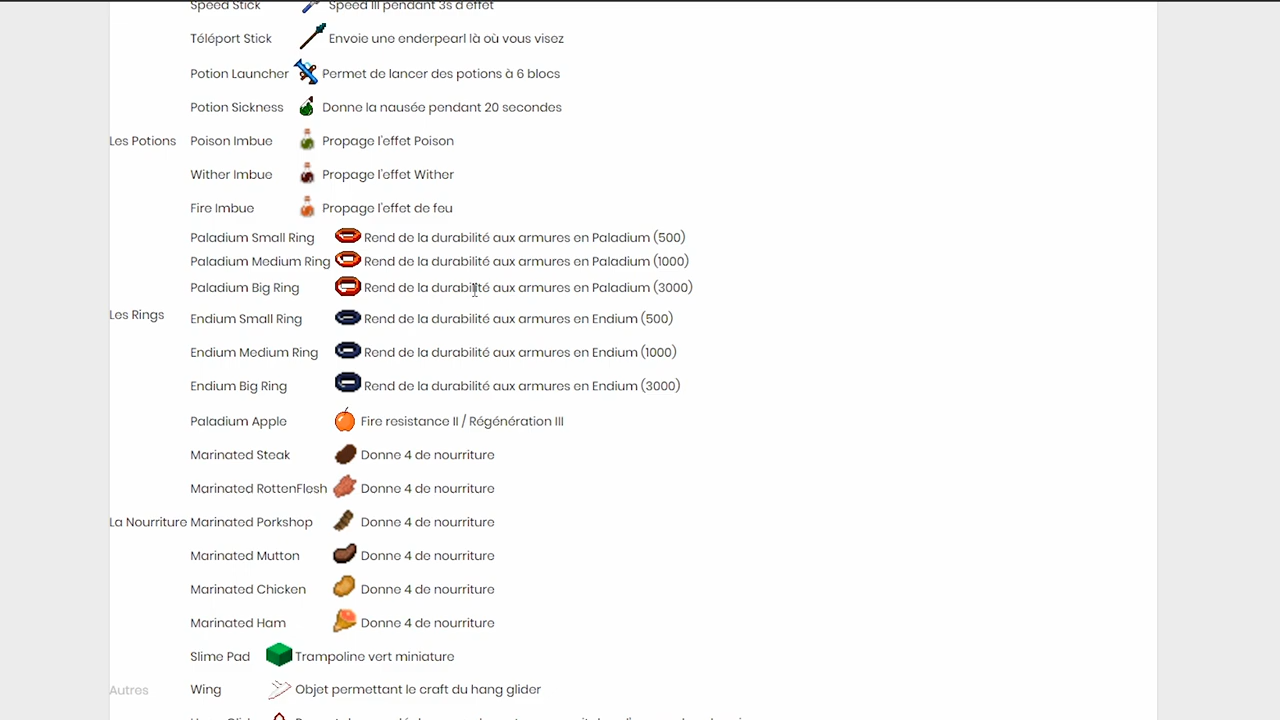 Speed Stick Speed III pendant 3s d'effet
Téléport Stick Envoie une enderpearl là où vous visez
Potion Launcher Permet de lancer des potions à 6 blocs
Potion Sickness Donne la nausée pendant 20 secondes
Les Potions Poison Imbue Propage l'effet Poison
Wither Imbue Propage l'effet Wither
Fire Imbue Propage l'effet de feu
Paladium Small Ring Rend de la durabilité aux armures en Paladium (500)
Paladium Medium Ring Rend de la durabilité aux armures en Paladium (1000)
Paladium Big Ring Rend de la durabilité aux armures en Paladium (3000)
Les Rings Endium Small Ring Rend de la durabilité aux armures en Endium (500)
Endium Medium Ring Rend de la durabilité aux armures en Endium (1000)
Endium Big Ring Rend de la durabilité aux armures en Endium (3000)
Paladium Apple Fire resistance II / Régénération III
Marinated Steak Donne 4 de nourriture
Marinated RottenFlesh Donne 4 de nourriture
La Nourriture Marinated Porkshop Donne 4 de nourriture
Marinated Mutton Donne 4 de nourriture
Marinated Chicken Donne 4 de nourriture
Marinated Ham Donne 4 de nourriture
Slime Pad Trampoline vert miniature
Autres Wing Objet permettant le craft du hang glider